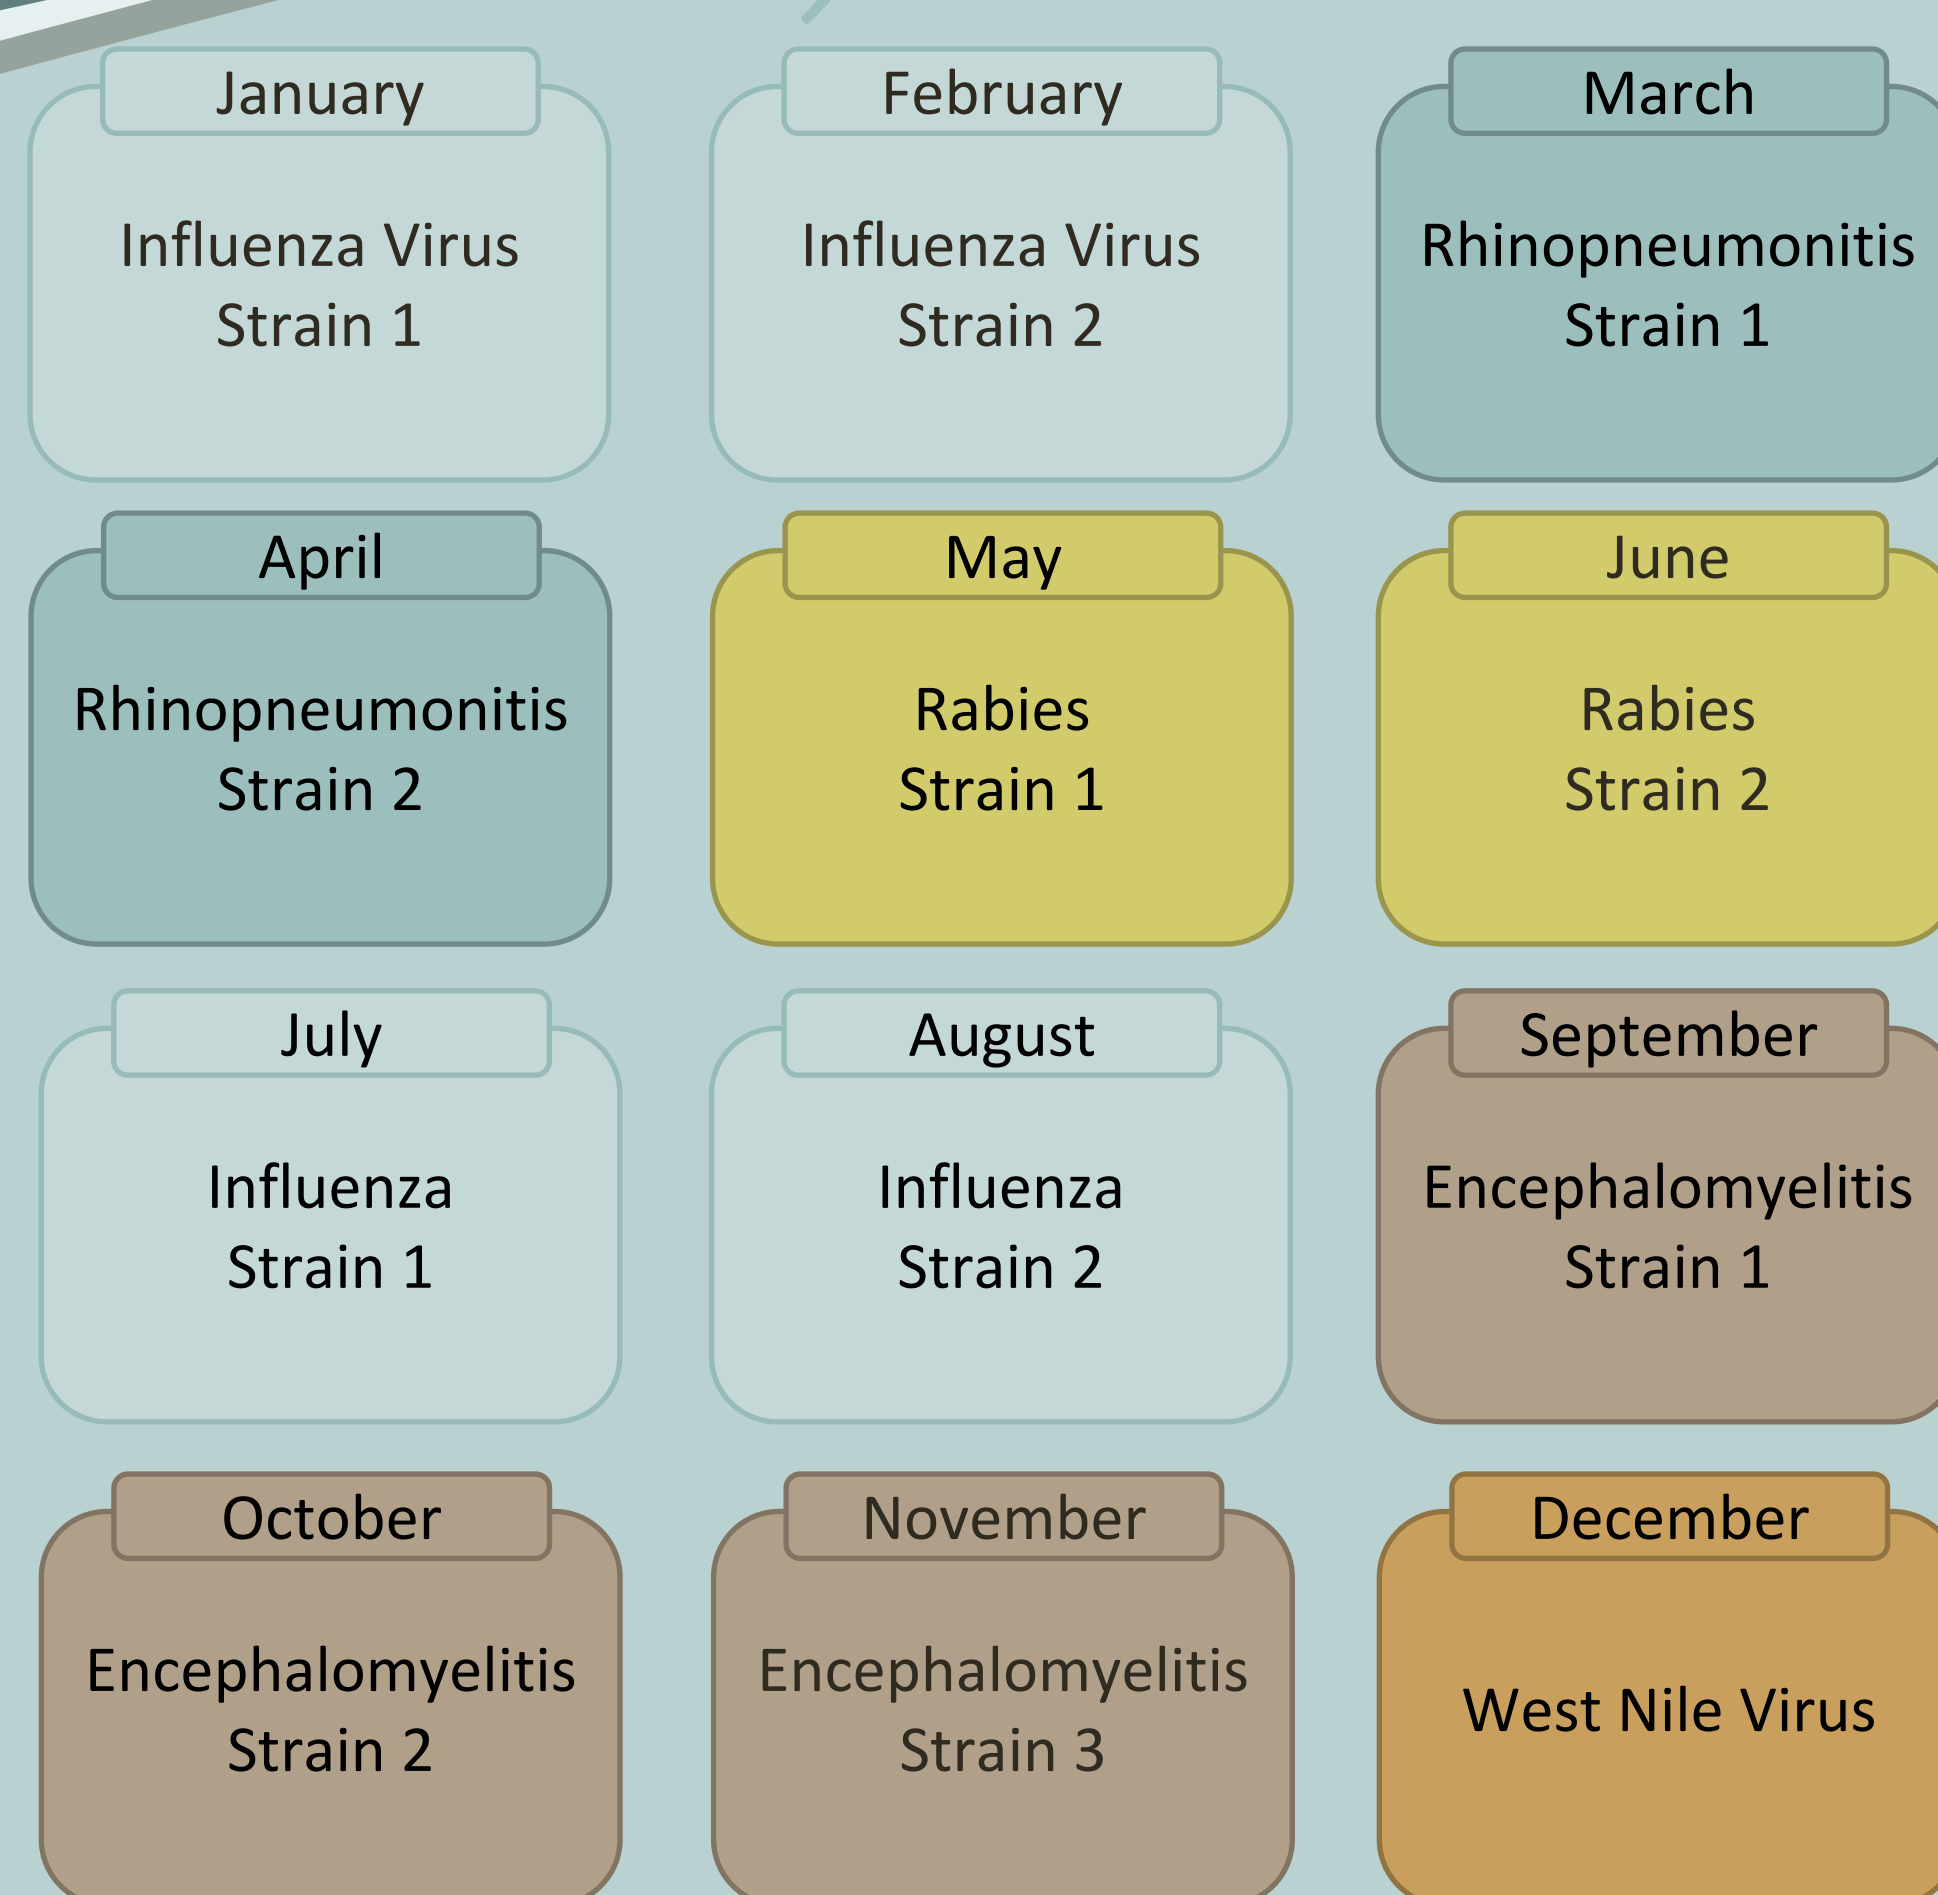 January
Influenza Virus
Strain 1
February
Influenza Virus
Strain 2
March
Rhinopneumonitis
Strain 1
April
Rhinopneumonitis
Strain 2
May
Rabies
Strain 1
June
Rabies
Strain 2
July
Influenza
Strain 1
August
Influenza
Strain 2
September
Encephalomyelitis
Strain 1
October
Encephalomyelitis
Strain 2
November
Encephalomyelitis
Strain 3
December
West Nile Virus